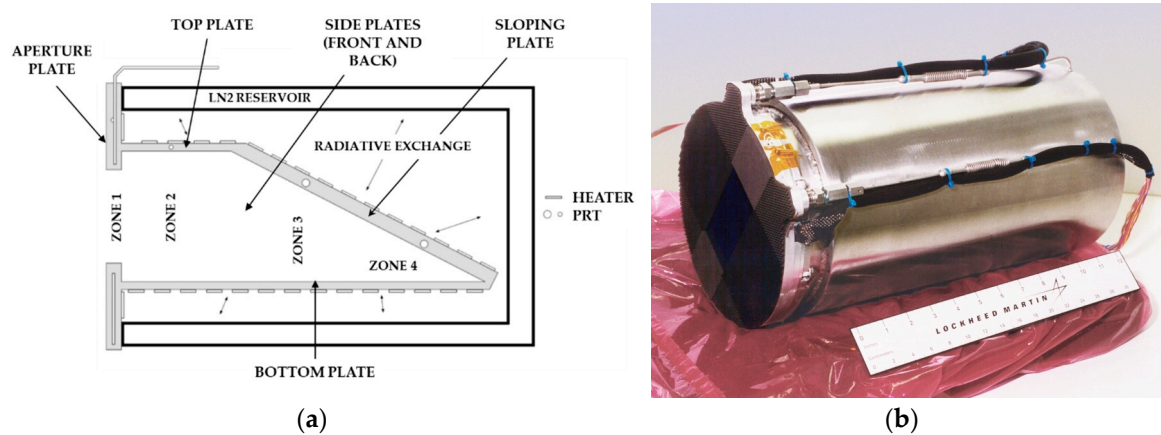 TOP PLATE
SIDE PLATES
(FRONT AND
BACK)
SLOPING
PLATE
APERTURE
PLATE
LN2 RESERVOIR
RADIATIVE EXCHANGE
HEATER
PRT
ZONE 1
ZONE 2
ZONE 3
ZONE 4
BOTTOM PLATE
LOCKHEED MARTIN
(a)
(b)